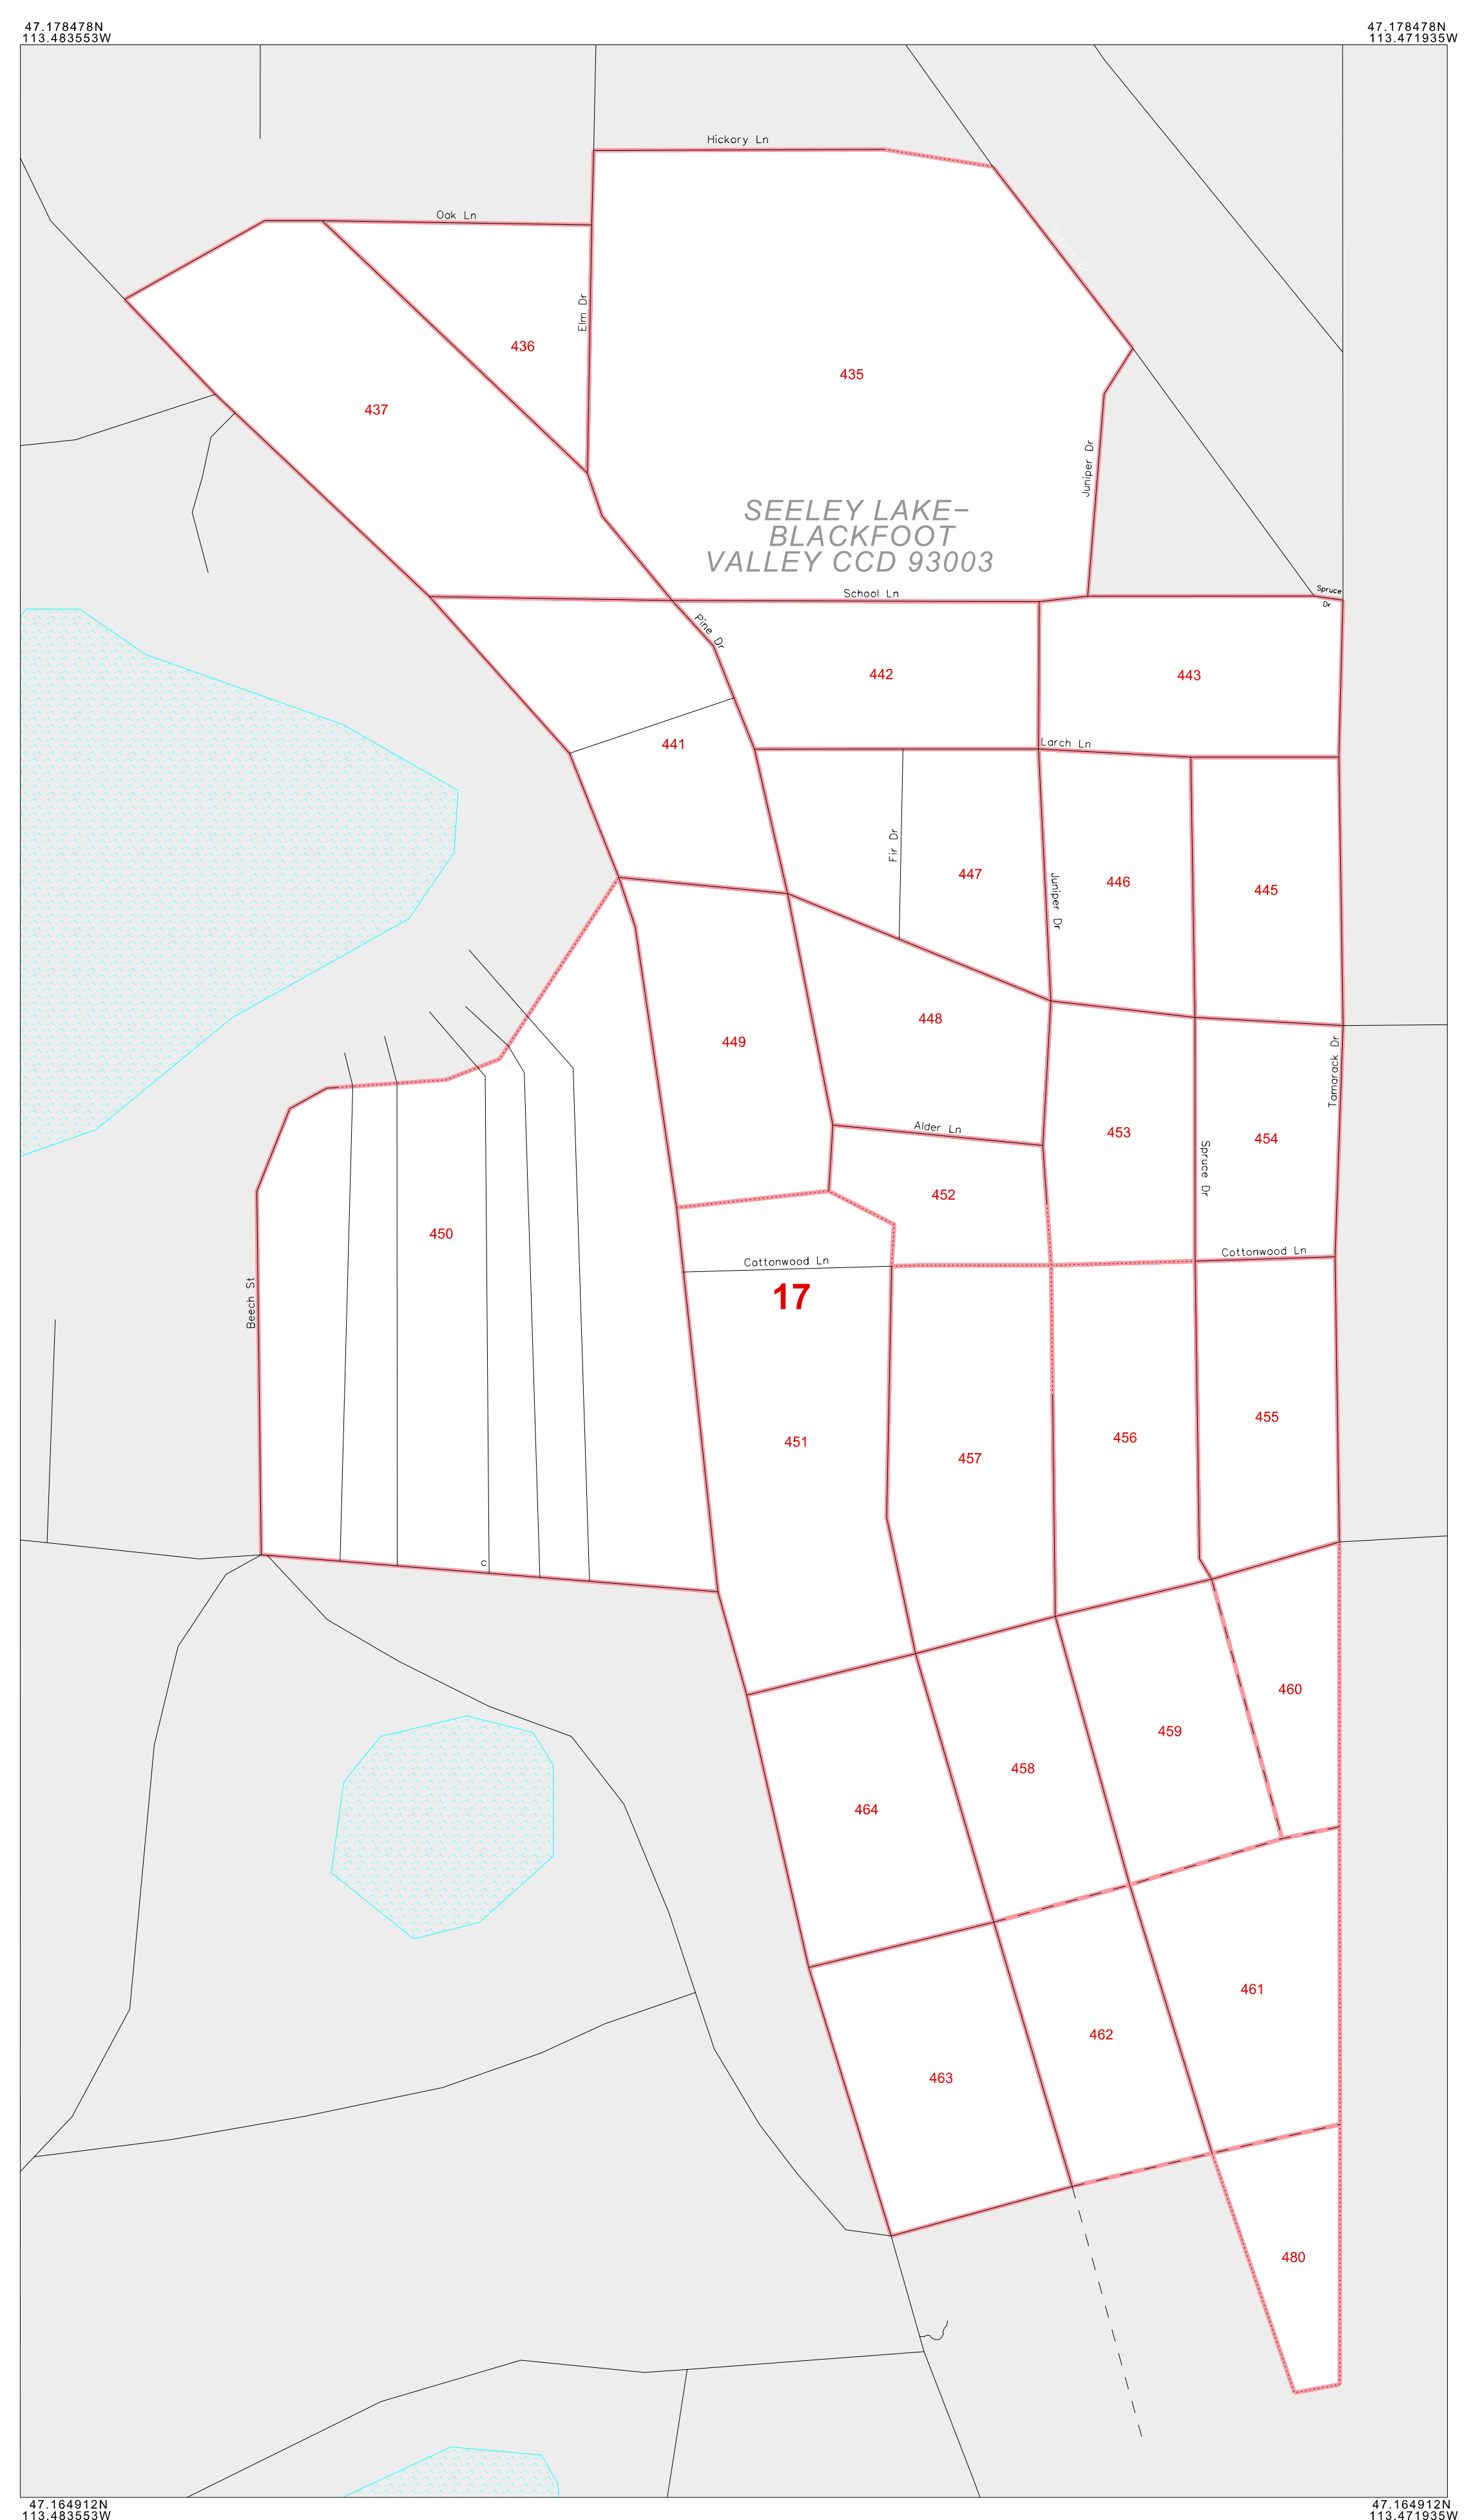 47.178478N
113.483553W
47.178478N
113.471935W
Hickory Ln
Oak Ln
Spruce Dr
Elm Dr
436
435
437
Juniper Dr
SEELEY LAKE-
BLACKFOOT
VALLEY CCD 93003
School Ln
Spruce
Dr
Pine Dr
442
443
441
Larch Ln
Fir Dr
447
Juniper Dr
446
445
448
449
Tamarack Dr
Alder Ln
453
454
Spruce Dr
452
450
Cottonwood Ln
Cottonwood Ln
Beech St
17
455
451
456
457
C
460
459
458
464
461
462
463
480
47.164912N
113.483553W
47.164912N
113.471935W